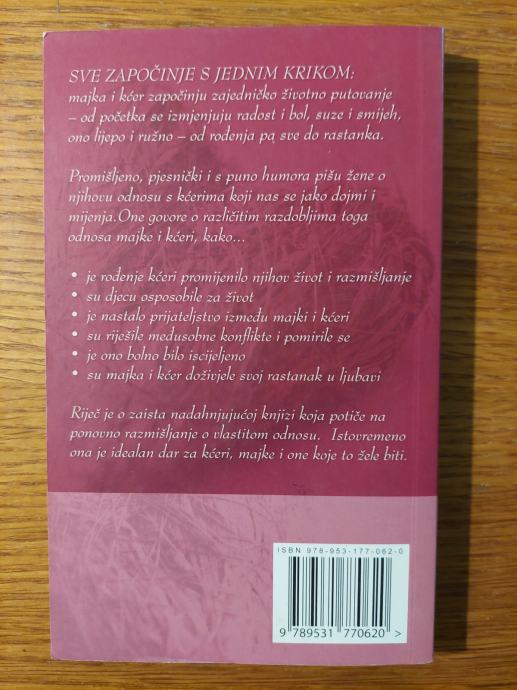 SVE ZAPOČINJE S JEDNIM KRIKOM:
majka i kćer započinju zajedničko životno putovanje
– od početka se izmjenjuju radost i bol, suze i smijeh,
ono lijepo i ružno – od rođenja pa sve do rastanka.
Promišljeno, pjesnički i s puno humora pišu žene o
njihovu odnosu s kćerima koji nas se jako dojmi i
mijenja.One govore o različitim razdobljima toga
odnosa majke i kćeri, kako...
• je rođenje kćeri promijenilo njihov život i razmišljanje
• su djecu osposobile za život
• je nastalo prijateljstvo između majki i kćeri
• su riješile međusobne konflikte i pomirile se
• je ono bolno bilo iscijeljeno
• su majka i kćer doživjele svoj rastanak u ljubavi
Riječ je o zaista nadahnjujućoj knjizi koja potiče na
ponovno razmišljanje o vlastitom odnosu. Istovremeno
ona je idealan dar za kćeri, majke i one koje to žele biti.
ISBN 978-953-177-062-0
9 789531 770620 >